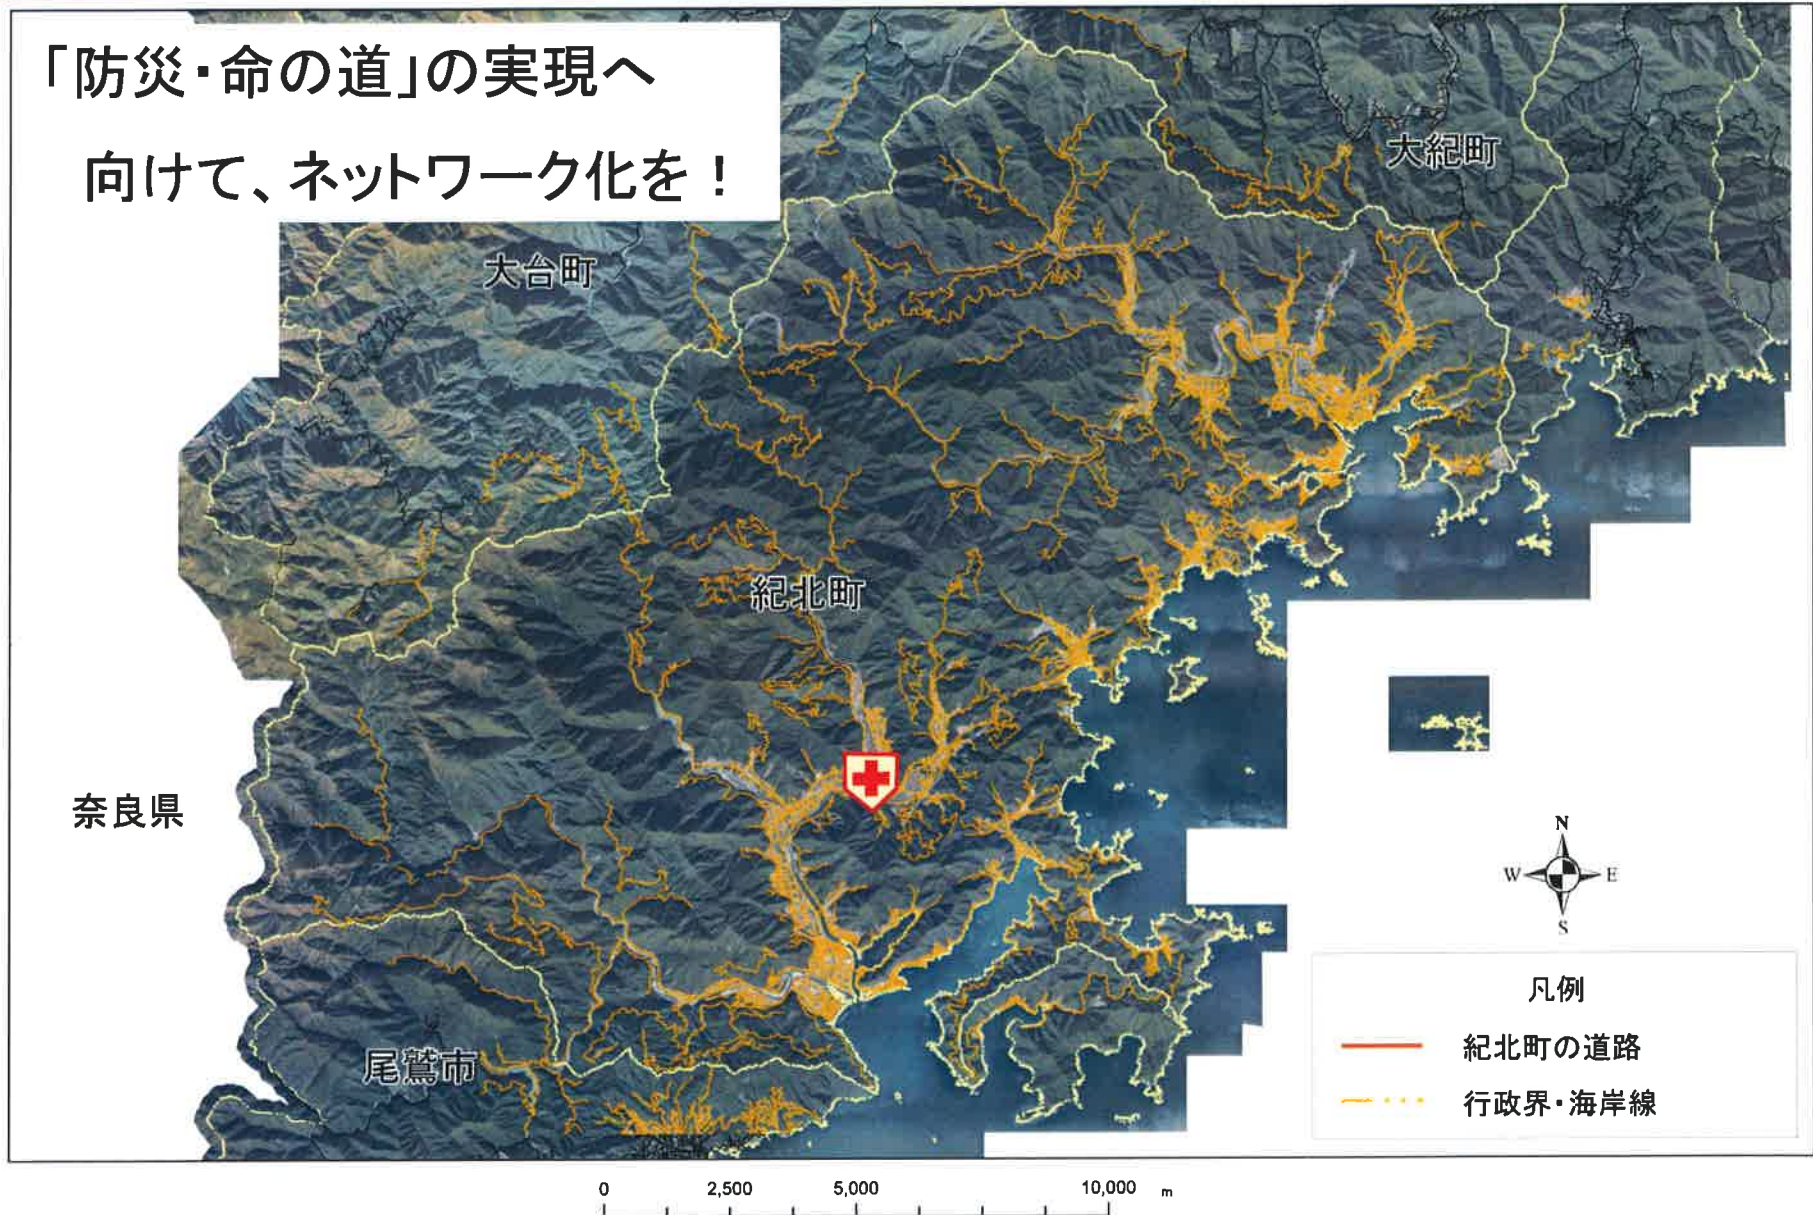 「防災・命の道」の実現へ
向けて、ネットワーク化を！
大紀町
大台町
紀北町
奈良県
尾鷲市
N
W E
S
凡例
紀北町の道路
行政界・海岸線
0 2,500 5,000 10,000 m